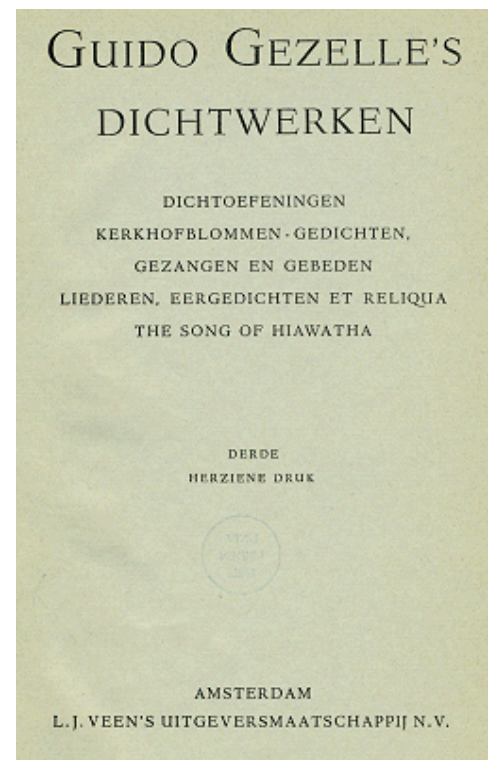 GUIDO GEZELLE'S
DICHTWERKEN
DICHTOEFENINGEN
KERKHOFBLOMMEN - GEDICHTEN,
GEZANGEN EN GEBEDEN
LIEDEREN, EERGEDICHTEN ET RELIQUA
THE SONG OF HIAWATHA
DERDE
HERZIENE DRUK
AMSTERDAM
L.J. VEEN'S UITGEVERSMAATSCHAPPIJ N.V.